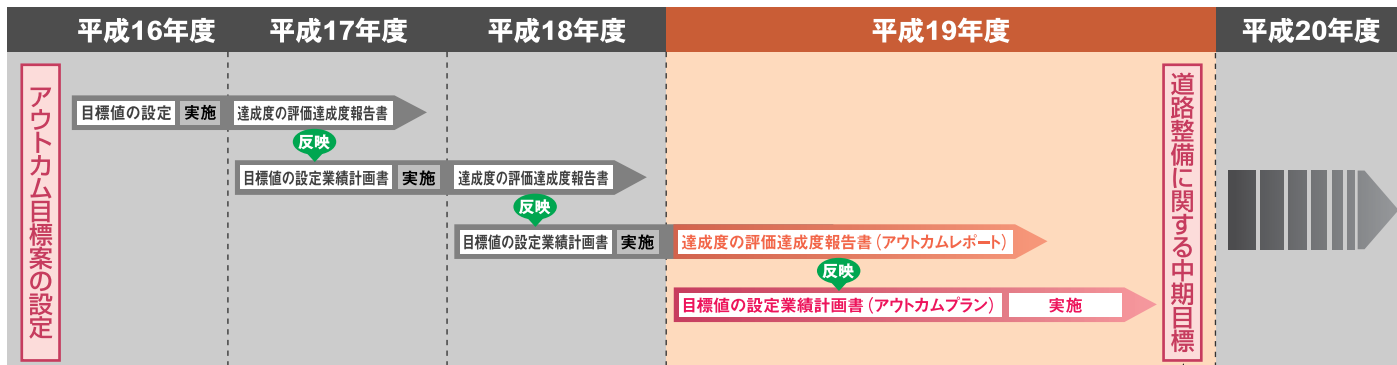 平成16年度
平成17年度
平成18年度
平成19年度
平成20年度
アウトカム目標案の設定
目標値の設定
実施
達成度の評価達成度報告書
反映
目標値の設定業績計画書
実施
達成度の評価達成度報告書
反映
目標値の設定業績計画書
実施
達成度の評価達成度報告書(アウトカムレポート)
反映
目標値の設定業績計画書(アウトカムプラン)
実施
道路整備に関する中期目標